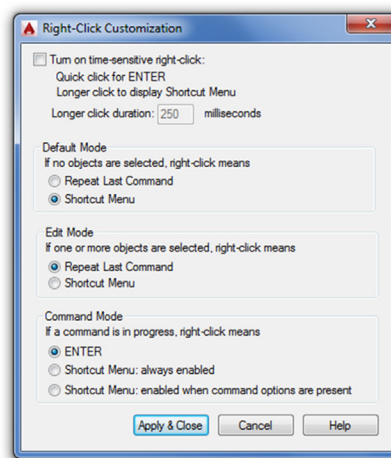 Right-Click Customization
Turn on time-sensitive right-click:
Quick click for ENTER
Longer click to display Shortcut Menu
Longer click duration: 250 milliseconds
Default Mode
If no objects are selected, right-click means
Repeat Last Command
Shortcut Menu
Edit Mode
If one or more objects are selected, right-click means
Repeat Last Command
Shortcut Menu
Command Mode
If a command is in progress, right-click means
ENTER
Shortcut Menu: always enabled
Shortcut Menu: enabled when command options are present
Apply & Close Cancel Help